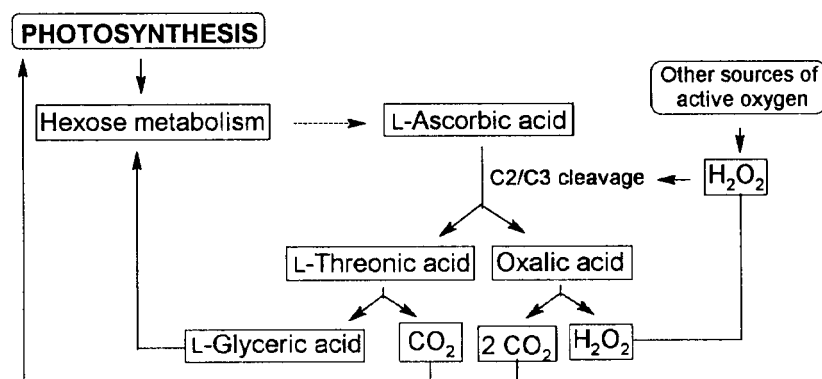 PHOTOSYNTHESIS
Other sources of
active oxygen
Hexose metabolism
L-Ascorbic acid
C2/C3 cleavage
H₂O₂
L-Threonic acid
Oxalic acid
L-Glyceric acid
CO₂
2 CO₂
H₂O₂